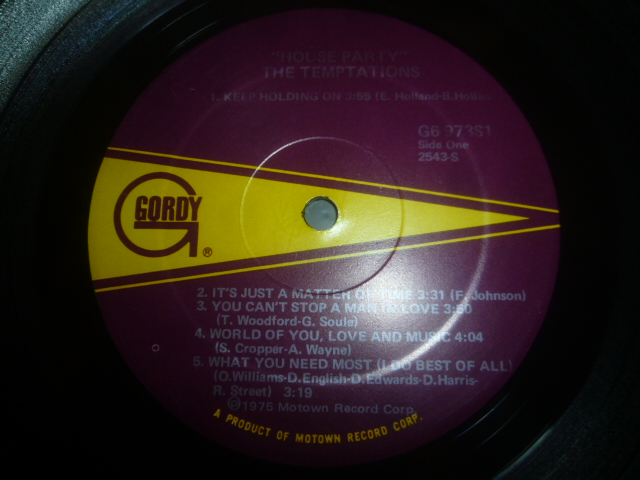 "HOUSE PARTY"
THE TEMPTATIONS
1. KEEP HOLDING ON 3:55 (E. Holland-B.
G6 973S1
Side One
2543-S
GORDY
®
2. IT'S JUST A MATTER OF TIME 3:31 (F. Johnson)
3. YOU CAN'T STOP A MAN IN LOVE 3:50
(T. Woodford-G. Soule)
4. WORLD OF YOU, LOVE AND MUSIC 4:04
(S. Cropper-A. Wayne)
5. WHAT YOU NEED MOST (I DO BEST OF ALL)
(O.Williams-D.English-D.Edwards-D.Harris-
R. Street) 3:19
℗1975 Motown Record Corp.
A PRODUCT OF MOTOWN RECORD CORP.